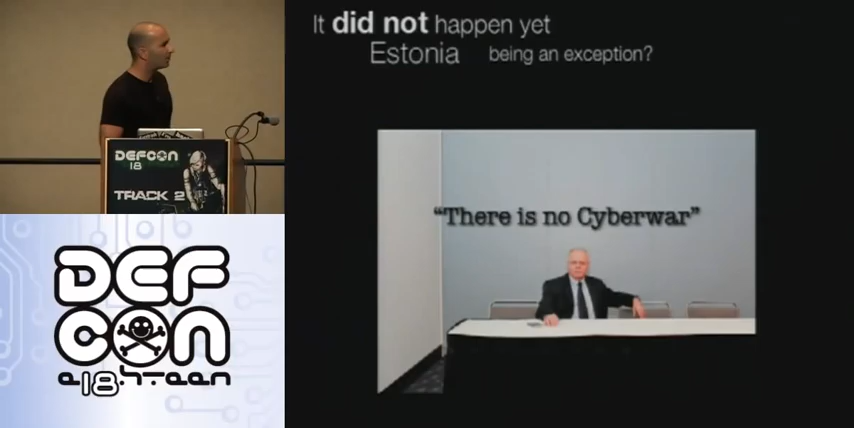 It did not happen yet
Estonia being an exception?
"There is no Cyberwar"
DEFCON
18
TRACK 2
DEF
CON
e18hteen